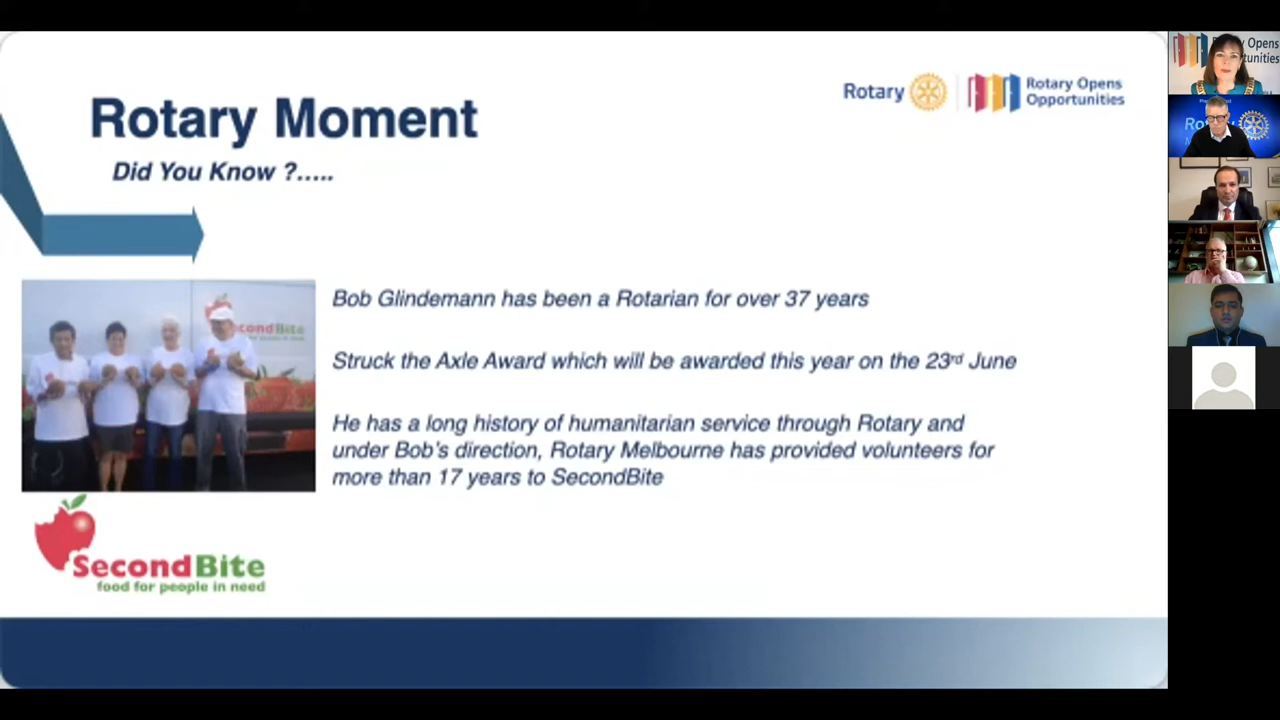 Rotary Moment
Did You Know ?.....
Rotary
Rotary Opens
Opportunities
Bob Glindemann has been a Rotarian for over 37 years
Struck the Axle Award which will be awarded this year on the 23rd June
He has a long history of humanitarian service through Rotary and
under Bob's direction, Rotary Melbourne has provided volunteers for
more than 17 years to SecondBite
SecondBite
SecondBite
food for people in need
Opens